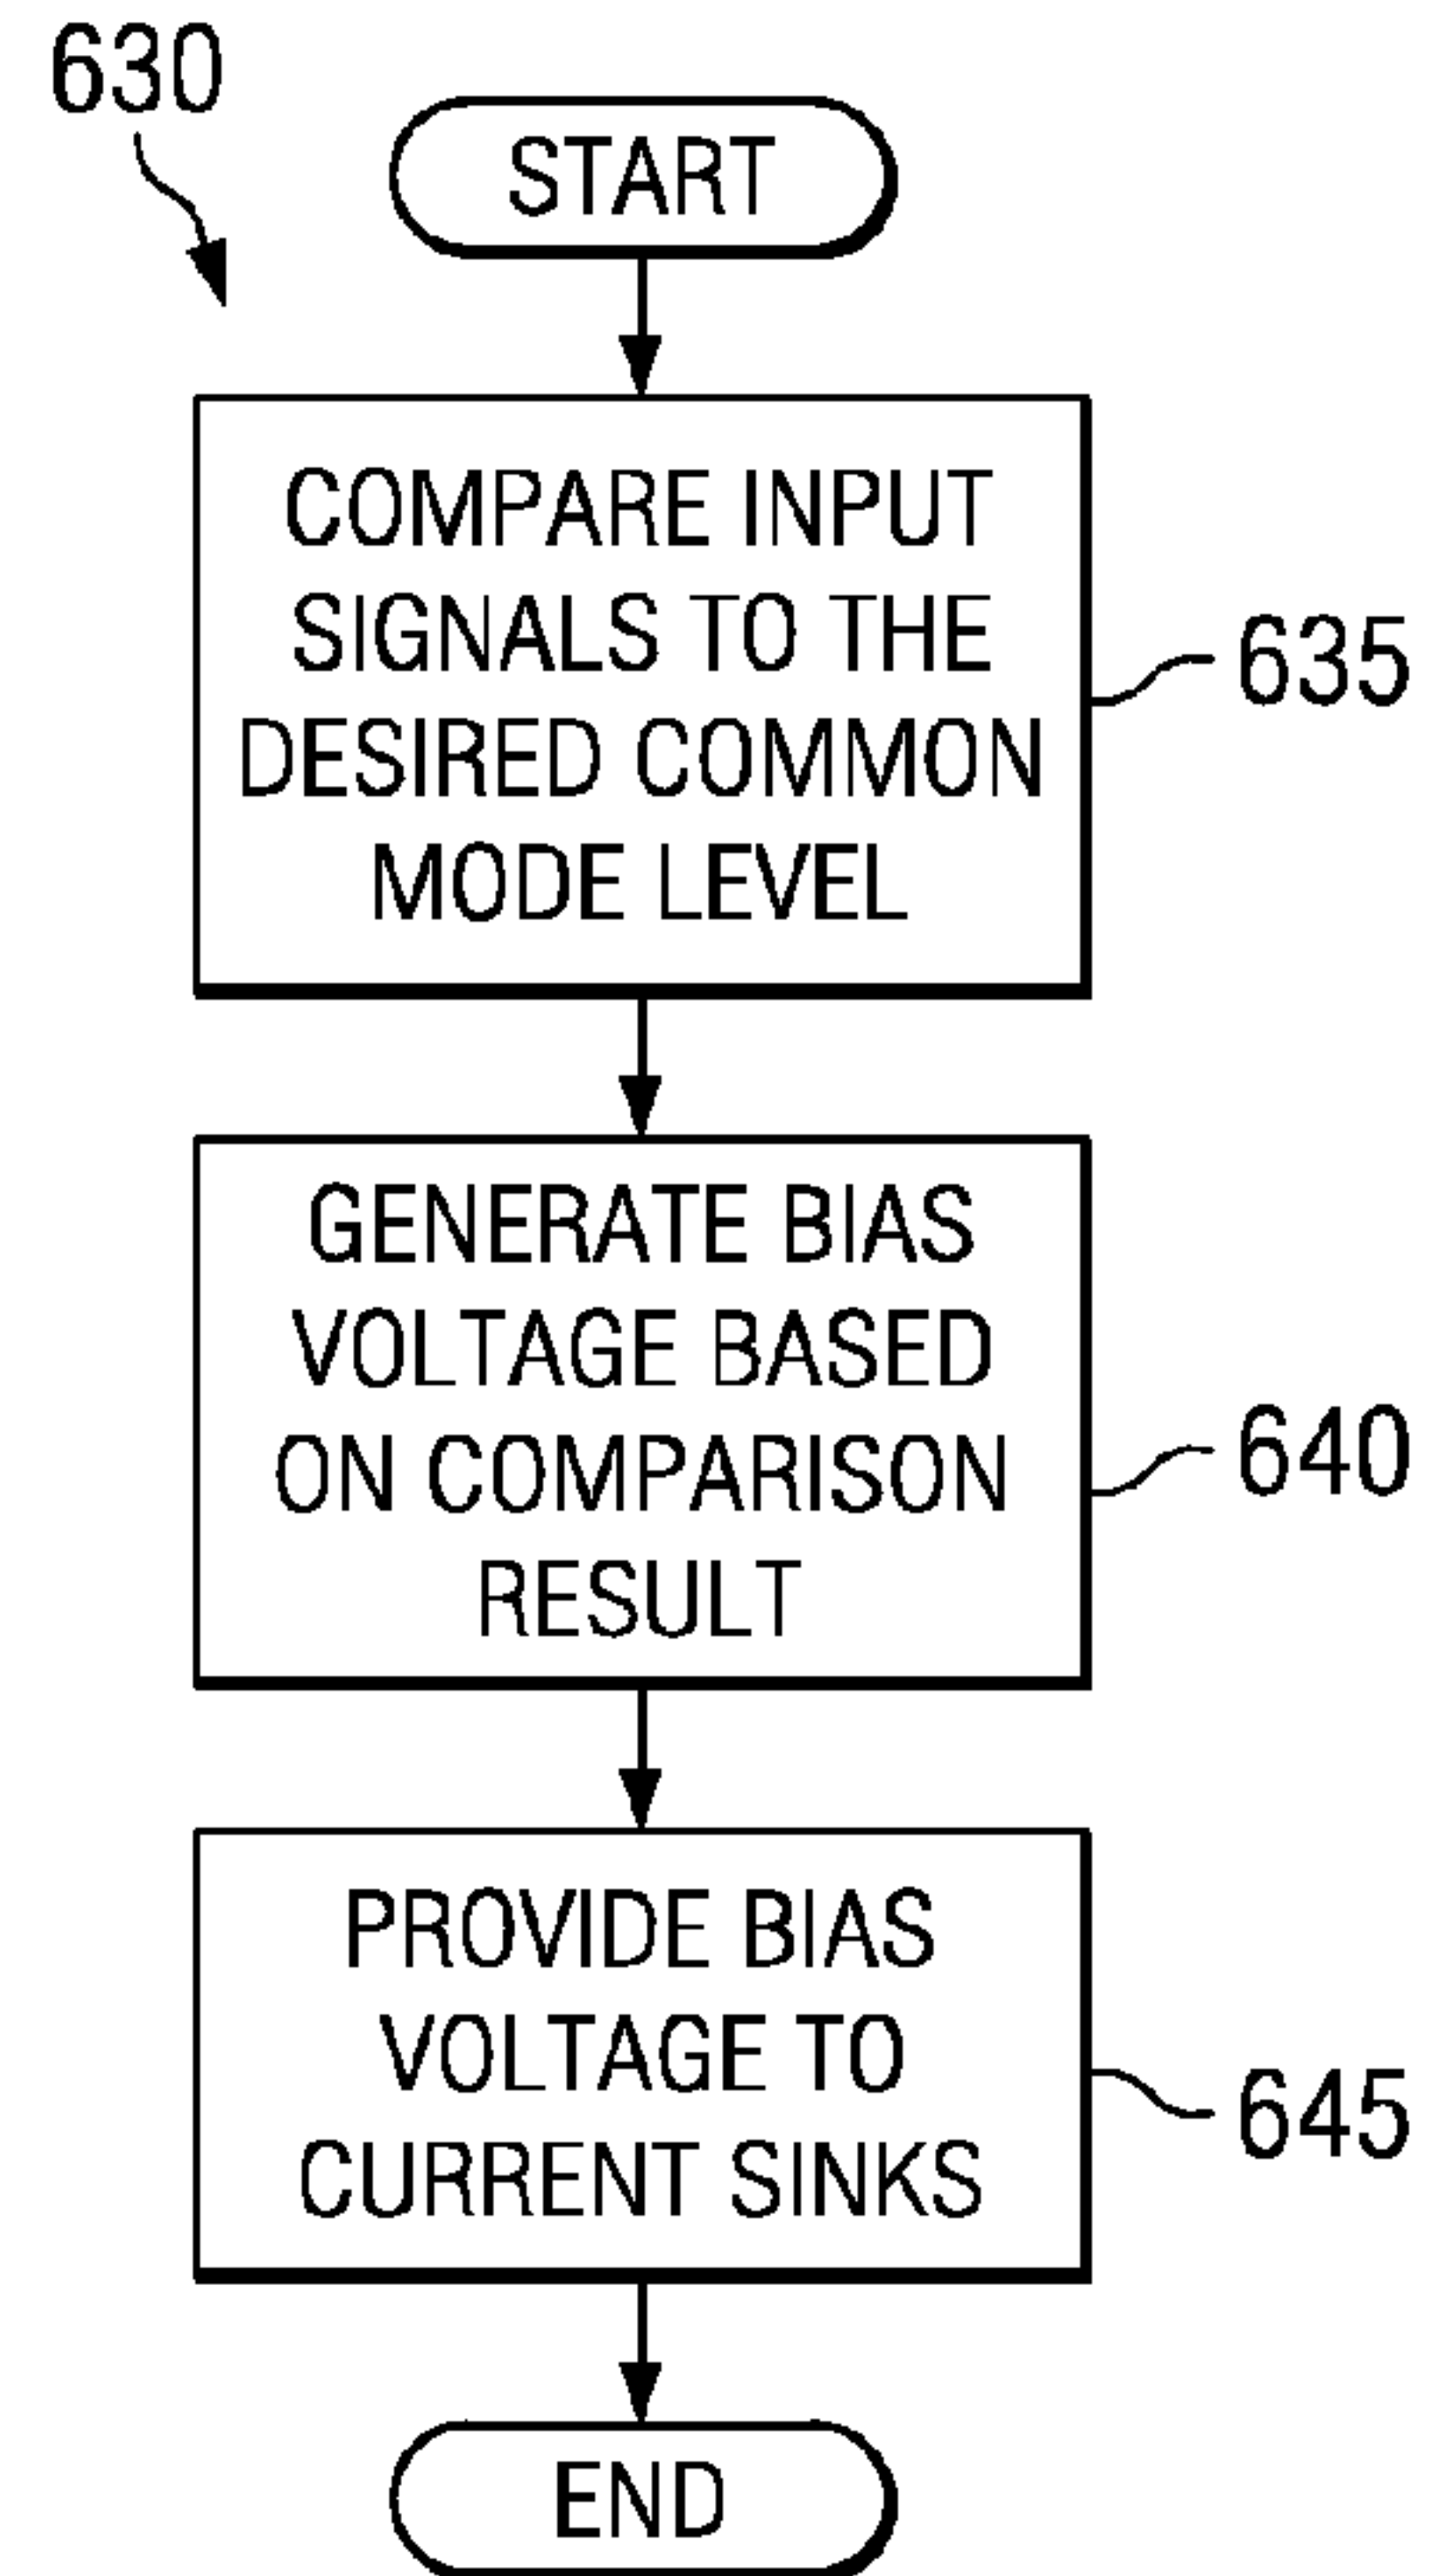 630
START
COMPARE INPUT
SIGNALS TO THE
DESIRED COMMON
MODE LEVEL
635
GENERATE BIAS
VOLTAGE BASED
ON COMPARISON
RESULT
640
PROVIDE BIAS
VOLTAGE TO
CURRENT SINKS
645
END